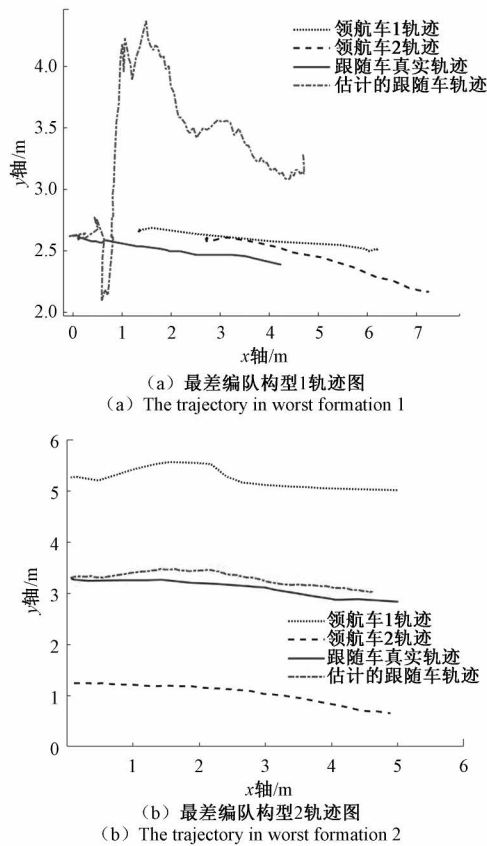 领航车1轨迹
领航车2轨迹
跟随车真实轨迹
估计的跟随车轨迹
4.0
3.5
3.0
2.5
2.0
y轴/m
0 1 2 3 4 5 6 7
x轴/m
（a）最差编队构型1轨迹图
（a）The trajectory in worst formation 1
6
5
4
3
2
1
0
y轴/m
领航车1轨迹
领航车2轨迹
跟随车真实轨迹
估计的跟随车轨迹
1 2 3 4 5 6
x轴/m
（b）最差编队构型2轨迹图
（b）The trajectory in worst formation 2